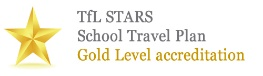 TfL STARS
School Travel Plan
Gold Level accreditation